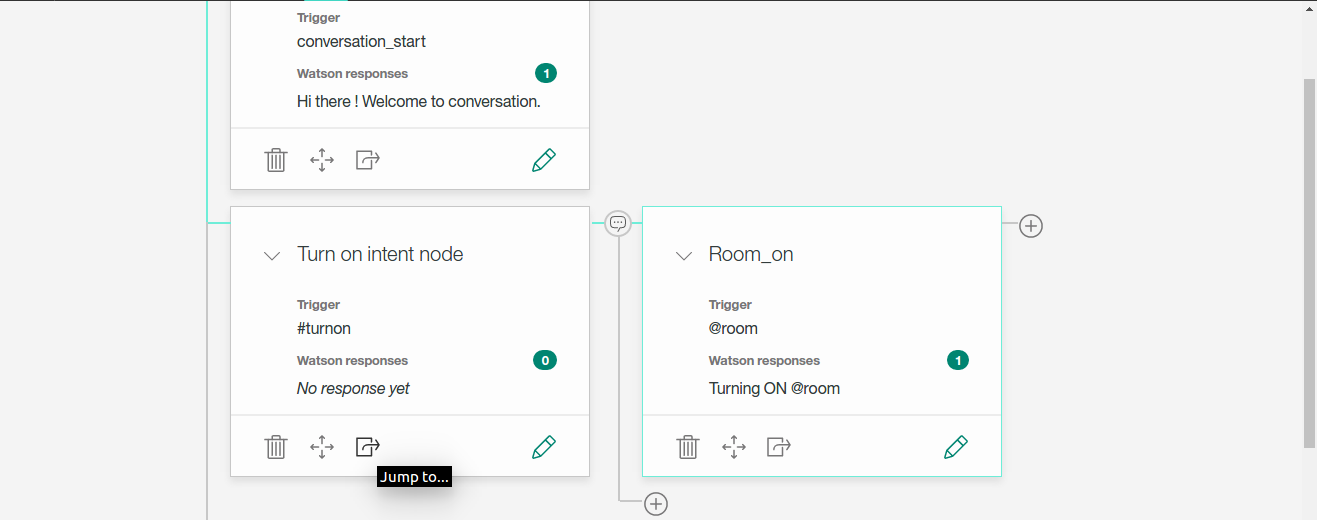 Trigger
conversation_start
Watson responses
1
Hi there ! Welcome to conversation.
Turn on intent node
Trigger
#turnon
Watson responses
0
No response yet
Jump to...
Room_on
Trigger
@room
Watson responses
1
Turning ON @room